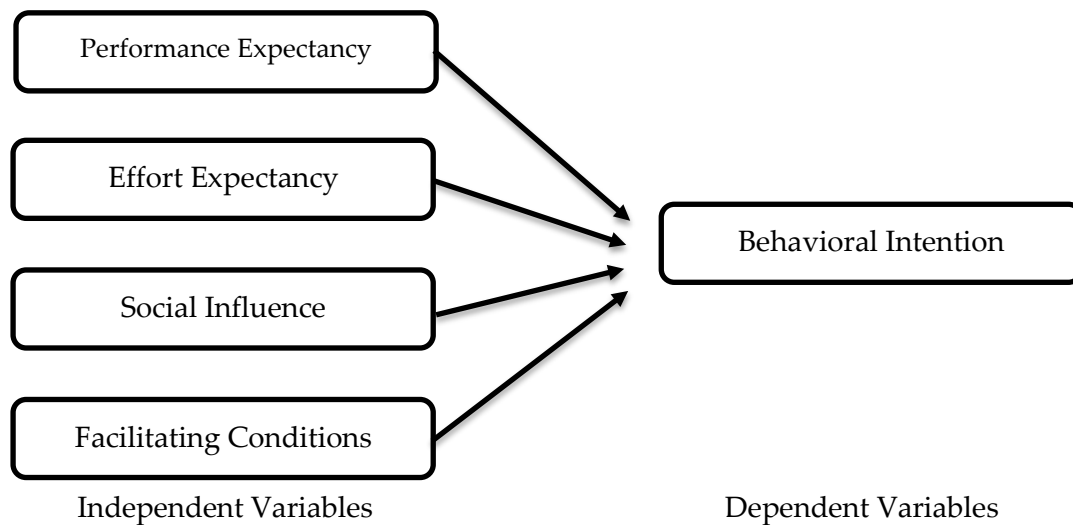 Performance Expectancy
Effort Expectancy
Behavioral Intention
Social Influence
Facilitating Conditions
Independent Variables
Dependent Variables